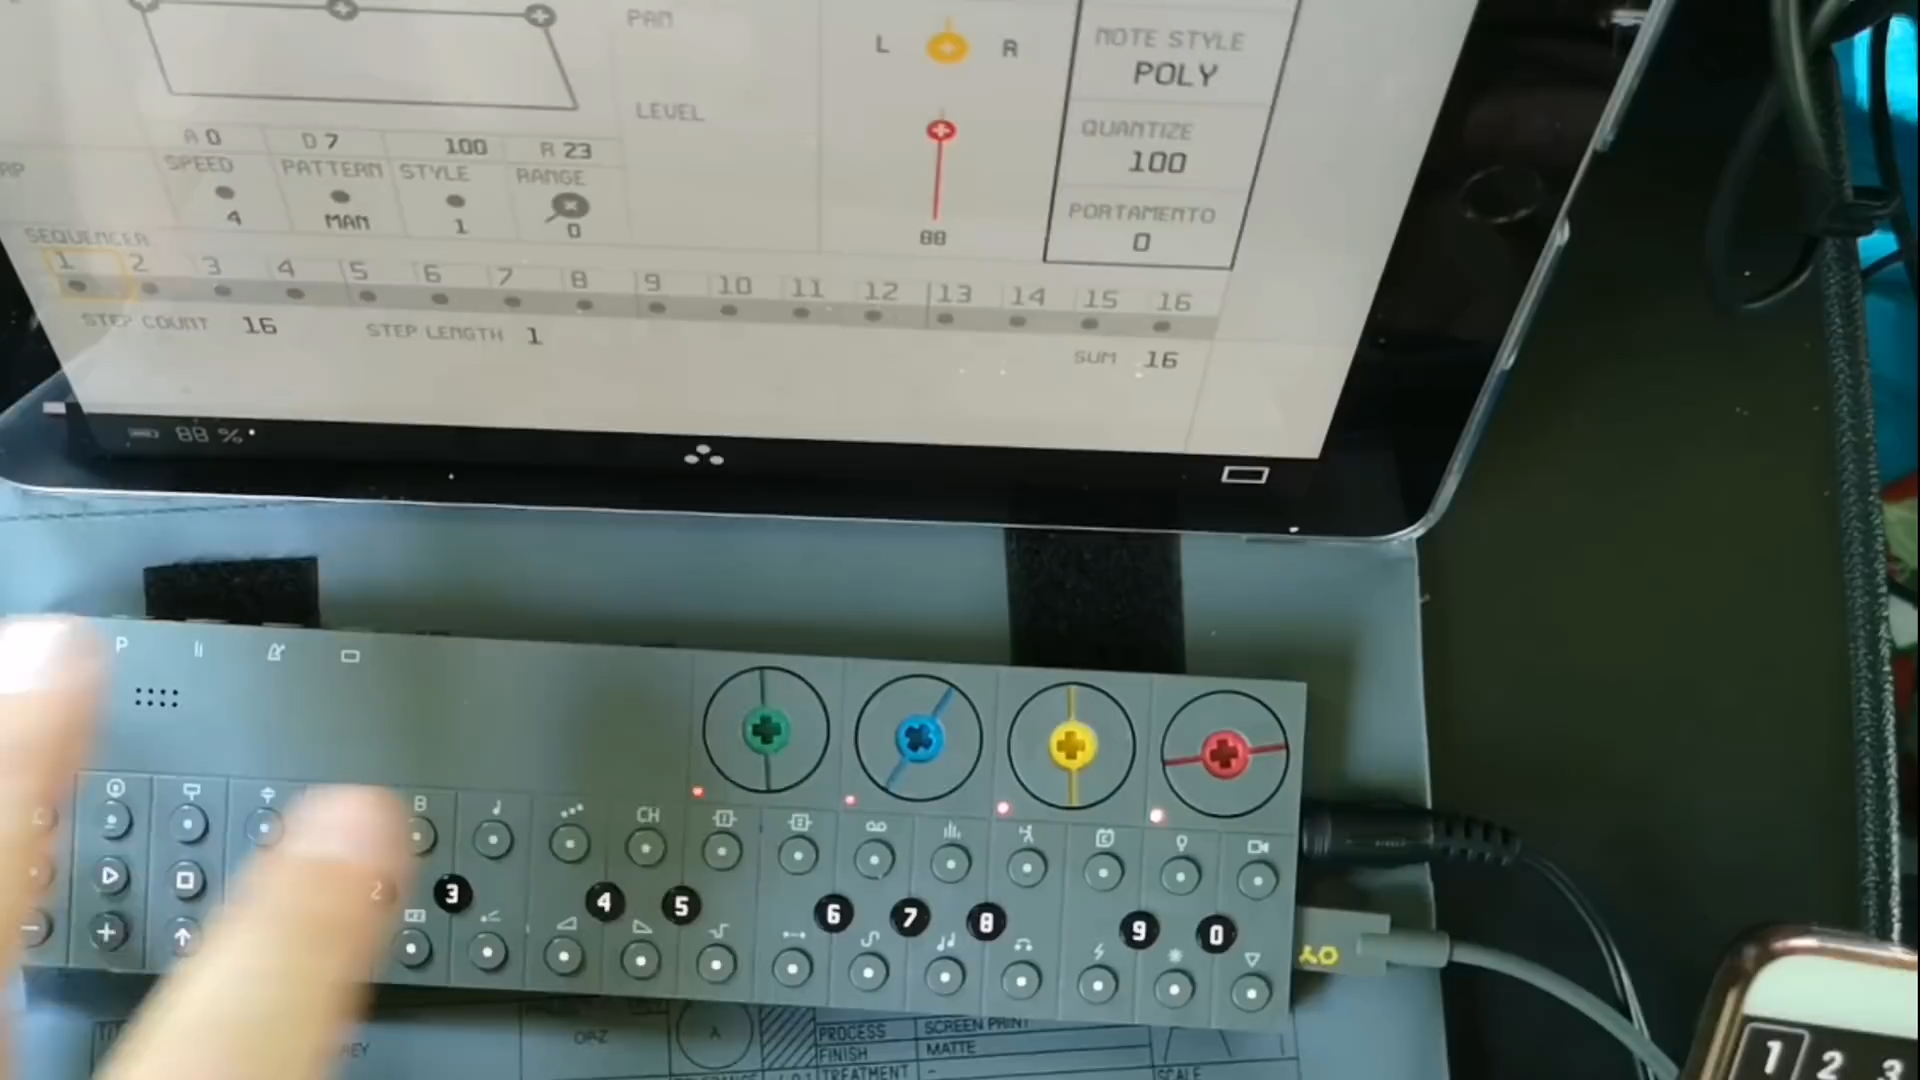 PAN
L R
NOTE STYLE
POLY
LEVEL
QUANTIZE
100
A 0 D 7 100 R 23
SPEED PATTERN STYLE RANGE
4 MAN 1 0
88
PORTAMENTO
0
SEQUENCER
1 2 3 4 5 6 7 8 9 10 11 12 13 14 15 16
STEP COUNT 16 STEP LENGTH 1
SUM 16
88 %
P
B CH
2 3 4 5 6 7 8 9 0
OPZ A
PROCESS SCREEN PRINT
FINISH MATTE
TREATMENT -
SCALE
1 2 3